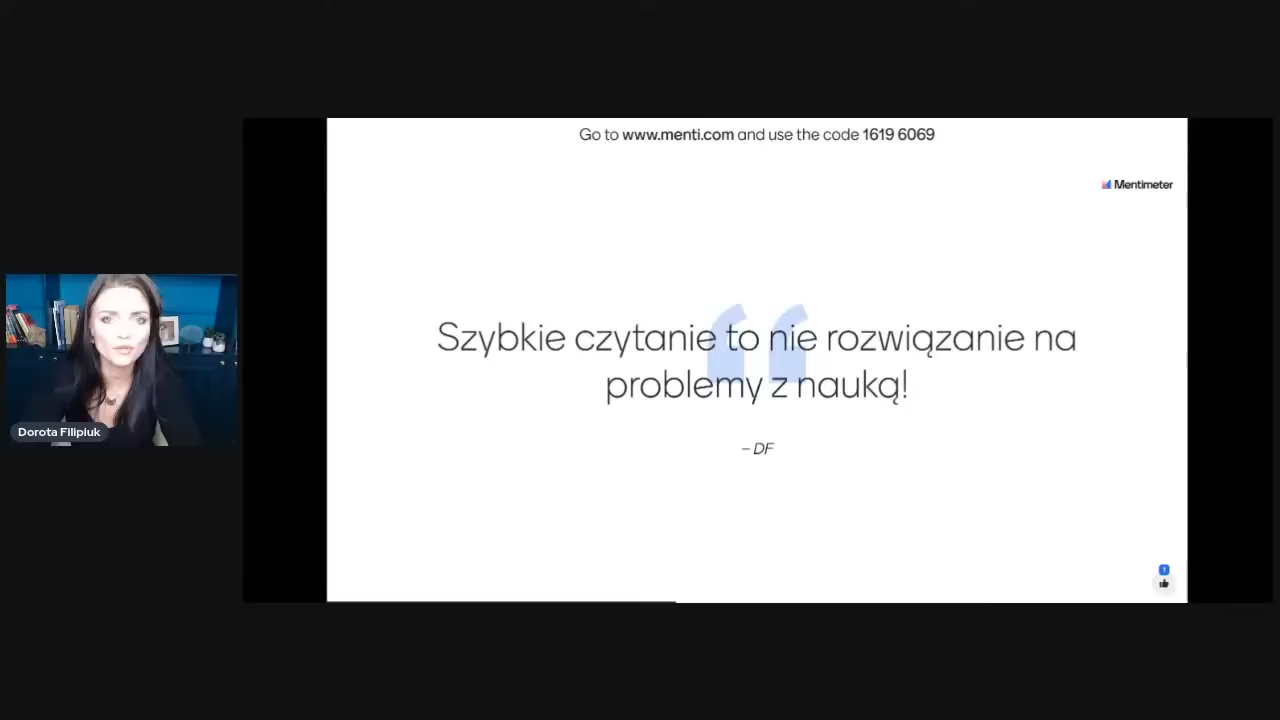 Go to www.menti.com and use the code 1619 6069
Mentimeter
Szybkie czytanie to nie rozwiązanie na
problemy z nauką!
– DF
Dorota Filipiuk
1